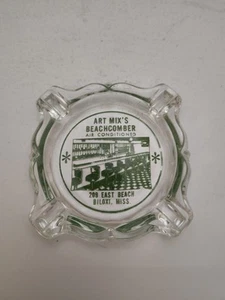 ART MIX'S
BEACHCOMBER
AIR CONDITIONED
709 EAST BEACH
BILOXI, MISS